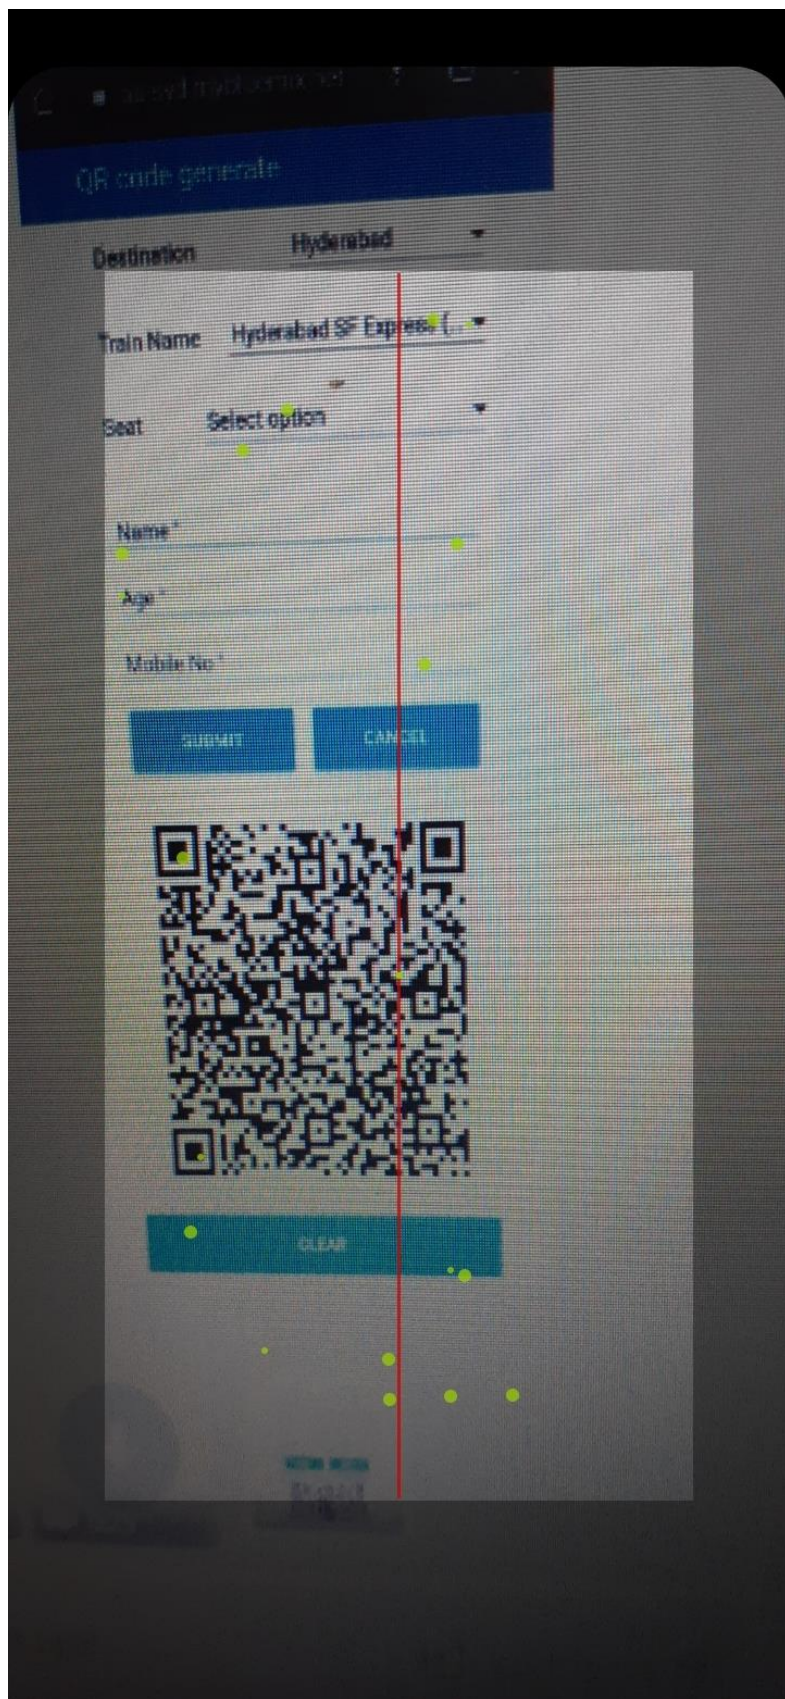 QR code generate
Destination Hyderabad
Train Name Hyderabad SF Express (...
Seat Select option
Name *
Age *
Mobile No *
SUBMIT CANCEL
CLEAR